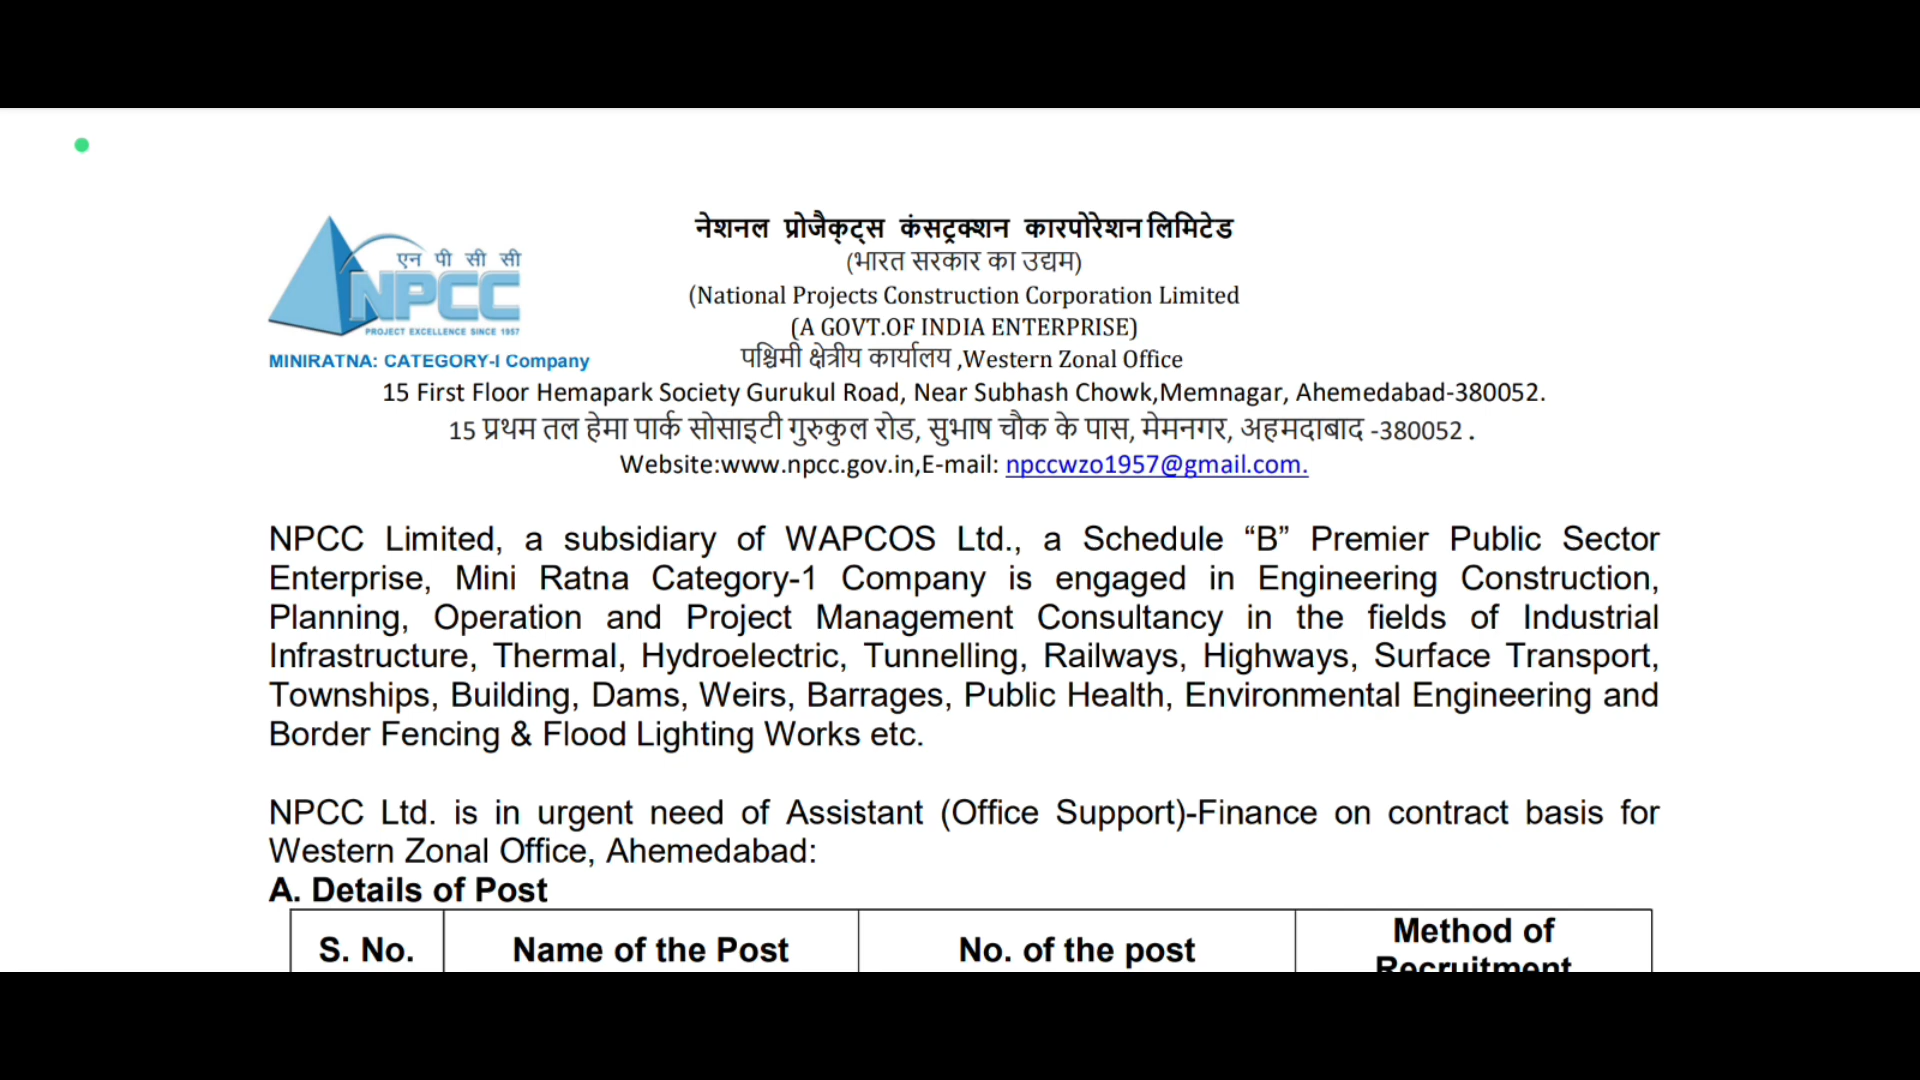 नेशनल प्रोजैक्ट्स कंसट्रक्शन कारपोरेशन लिमिटेड
(भारत सरकार का उद्यम)
एन पी सी सी
NPCC
PROJECT EXCELLENCE SINCE 1957
(National Projects Construction Corporation Limited
(A GOVT.OF INDIA ENTERPRISE)
MINIRATNA: CATEGORY-I Company
पश्चिमी क्षेत्रीय कार्यालय ,Western Zonal Office
15 First Floor Hemapark Society Gurukul Road, Near Subhash Chowk,Memnagar, Ahemedabad-380052.
15 प्रथम तल हेमा पार्क सोसाइटी गुरुकुल रोड, सुभाष चौक के पास, मेमनगर, अहमदाबाद -380052 .
Website:www.npcc.gov.in,E-mail: npccwzo1957@gmail.com.
NPCC Limited, a subsidiary of WAPCOS Ltd., a Schedule “B” Premier Public Sector
Enterprise, Mini Ratna Category-1 Company is engaged in Engineering Construction,
Planning, Operation and Project Management Consultancy in the fields of Industrial
Infrastructure, Thermal, Hydroelectric, Tunnelling, Railways, Highways, Surface Transport,
Townships, Building, Dams, Weirs, Barrages, Public Health, Environmental Engineering and
Border Fencing & Flood Lighting Works etc.
NPCC Ltd. is in urgent need of Assistant (Office Support)-Finance on contract basis for
Western Zonal Office, Ahemedabad:
A. Details of Post
S. No. Name of the Post No. of the post Method of
Recruitment